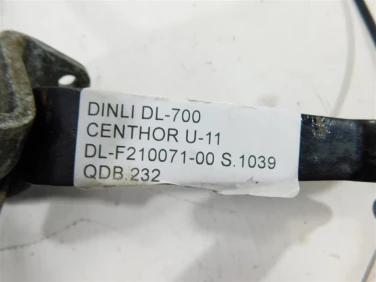 DINLI DL-700
CENTHOR U-11
DL-F210071-00 S.1039
QDB.232